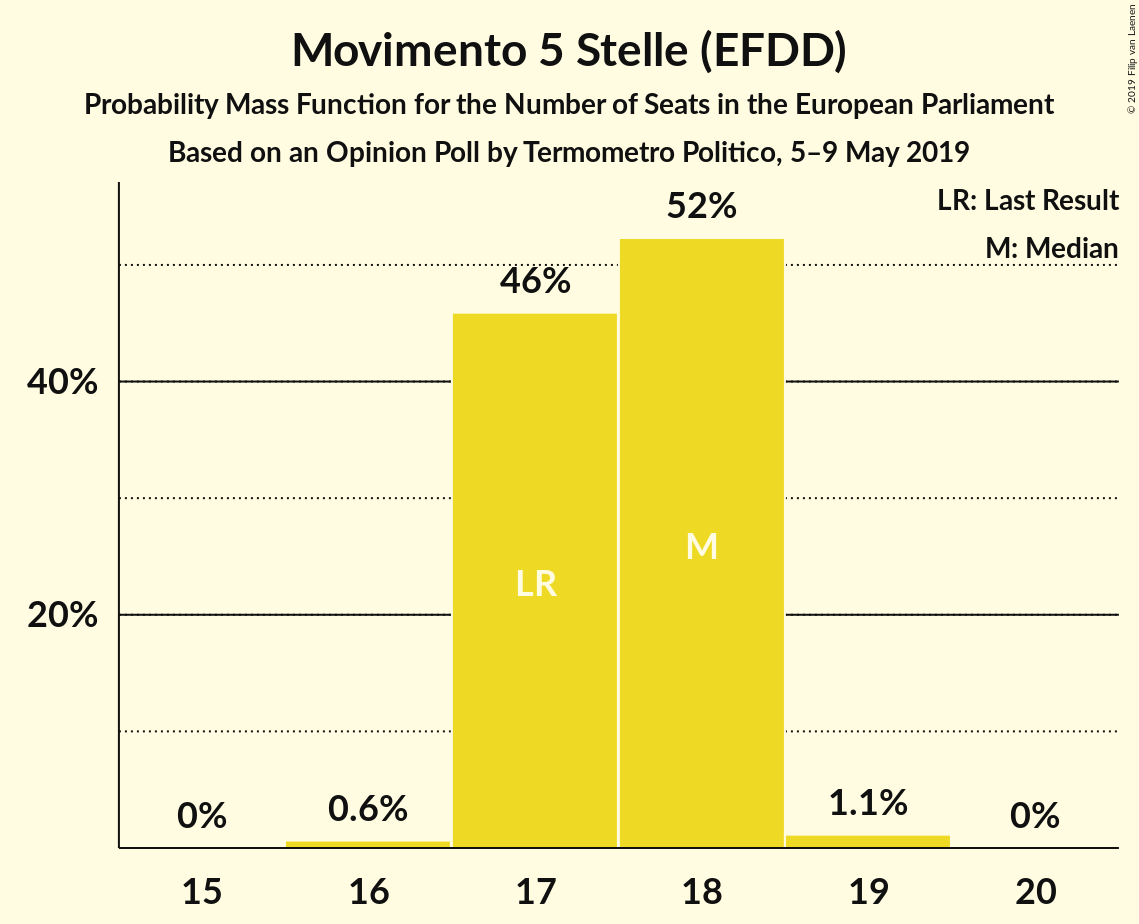 Movimento 5 Stelle (EFDD)
Probability Mass Function for the Number of Seats in the European Parliament
Based on an Opinion Poll by Termometro Politico, 5–9 May 2019
© 2019 Filip van Laenen
LR: Last Result
M: Median
52%
46%
40%
20%
LR
M
0%
0.6%
1.1%
0%
15 16 17 18 19 20